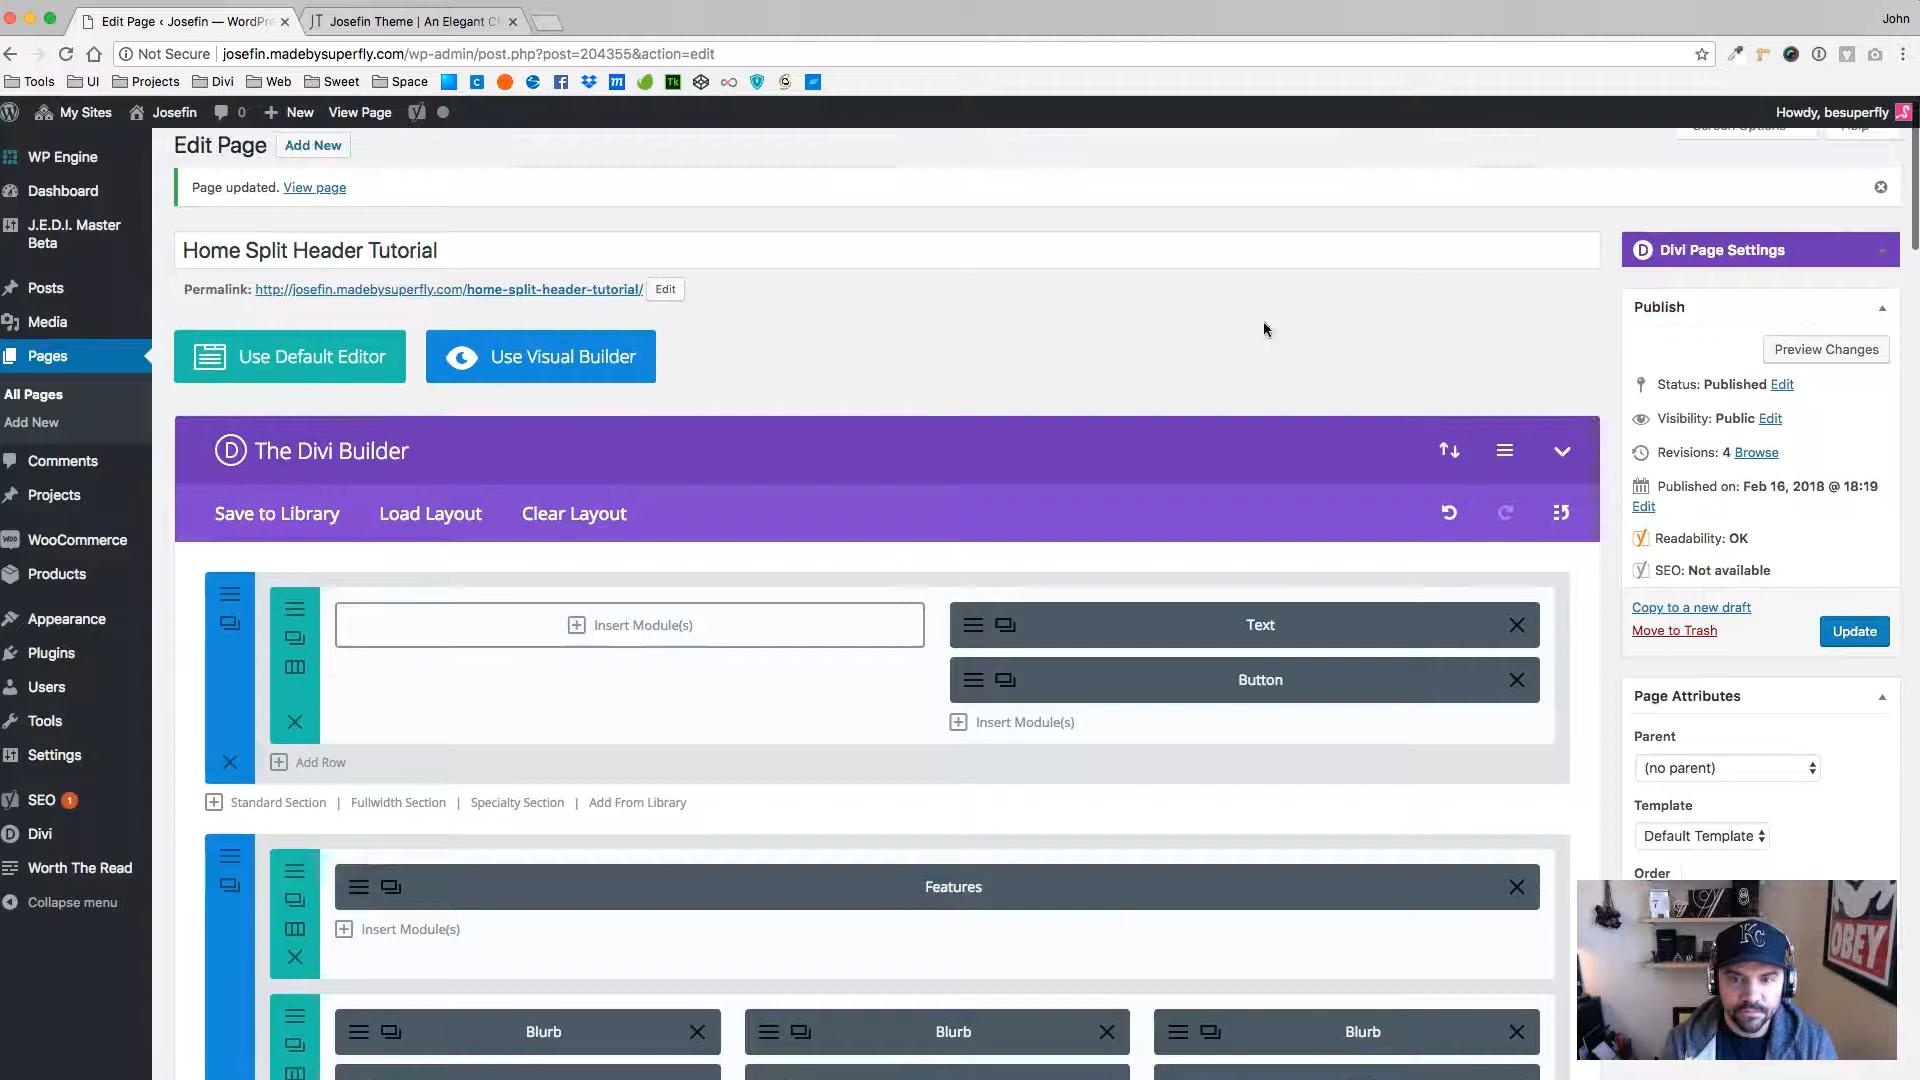 Edit Page ‹ Josefin — WordPre
Josefin Theme | An Elegant C
John
Not Secure
josefin.madebysuperfly.com/wp-admin/post.php?post=204355&action=edit
Tools
UI
Projects
Divi
Web
Sweet
Space
My Sites
Josefin
0
New
View Page
Howdy, besuperfly
WP Engine
Dashboard
J.E.D.I. Master
Beta
Posts
Media
Pages
All Pages
Add New
Comments
Projects
WooCommerce
Products
Appearance
Plugins
Users
Tools
Settings
SEO 1
Divi
Worth The Read
Collapse menu
Edit Page
Add New
Page updated. View page
Home Split Header Tutorial
Permalink: http://josefin.madebysuperfly.com/home-split-header-tutorial/
Edit
Use Default Editor
Use Visual Builder
The Divi Builder
Save to Library
Load Layout
Clear Layout
Insert Module(s)
Text
Button
Insert Module(s)
Add Row
Standard Section | Fullwidth Section | Specialty Section | Add From Library
Features
Insert Module(s)
Blurb
Blurb
Blurb
Divi Page Settings
Publish
Preview Changes
Status: Published Edit
Visibility: Public Edit
Revisions: 4 Browse
Published on: Feb 16, 2018 @ 18:19
Edit
Readability: OK
SEO: Not available
Copy to a new draft
Move to Trash
Update
Page Attributes
Parent
(no parent)
Template
Default Template
Order
KC
OBEY